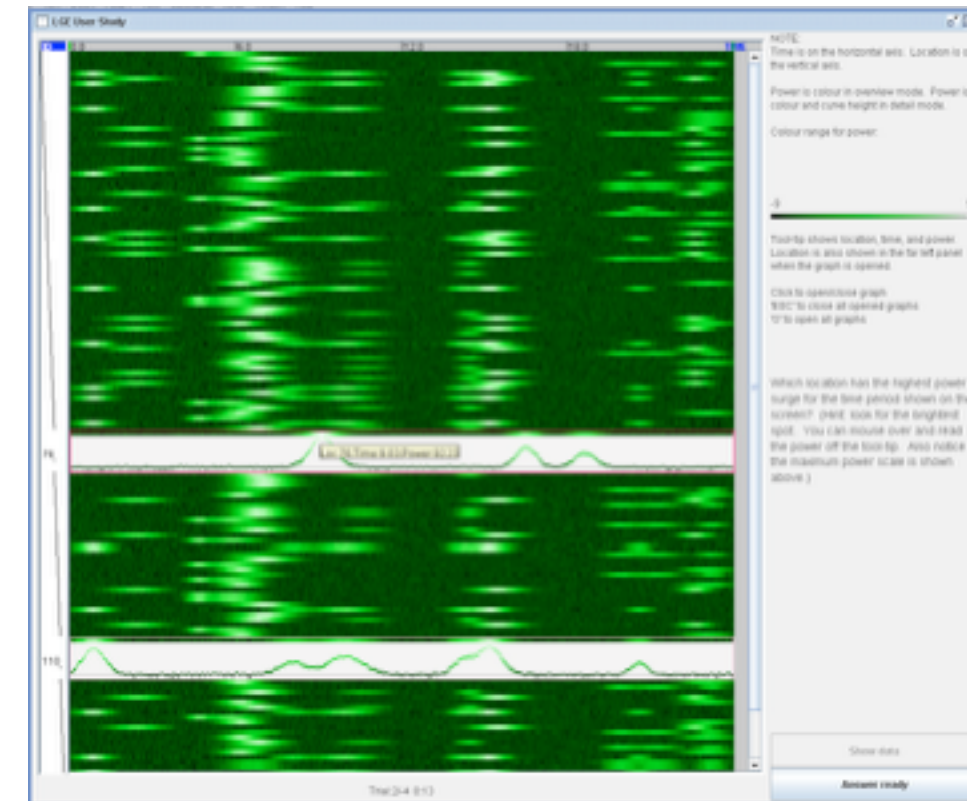 LGE User Study
NOTE:
Time is on the horizontal axis. Location is
the vertical axis.
Power is colour in overview mode. Power is
colour and curve height in detail mode.
Colour range for power:
Tool-tip shows location, time, and power.
Location is also shown in the far left panel
when the graph is opened.
Click to open/close graph
'ESC' to close all opened graphs
to open all graphs
Which location has the highest power
surge for the time period shown on the
screen? (Hint: look for the brightest
spot. You can mouse over and read
the power off the tool-tip. Also notice
the maximum power scale is shown
above.)
110
Show data
Answer ready